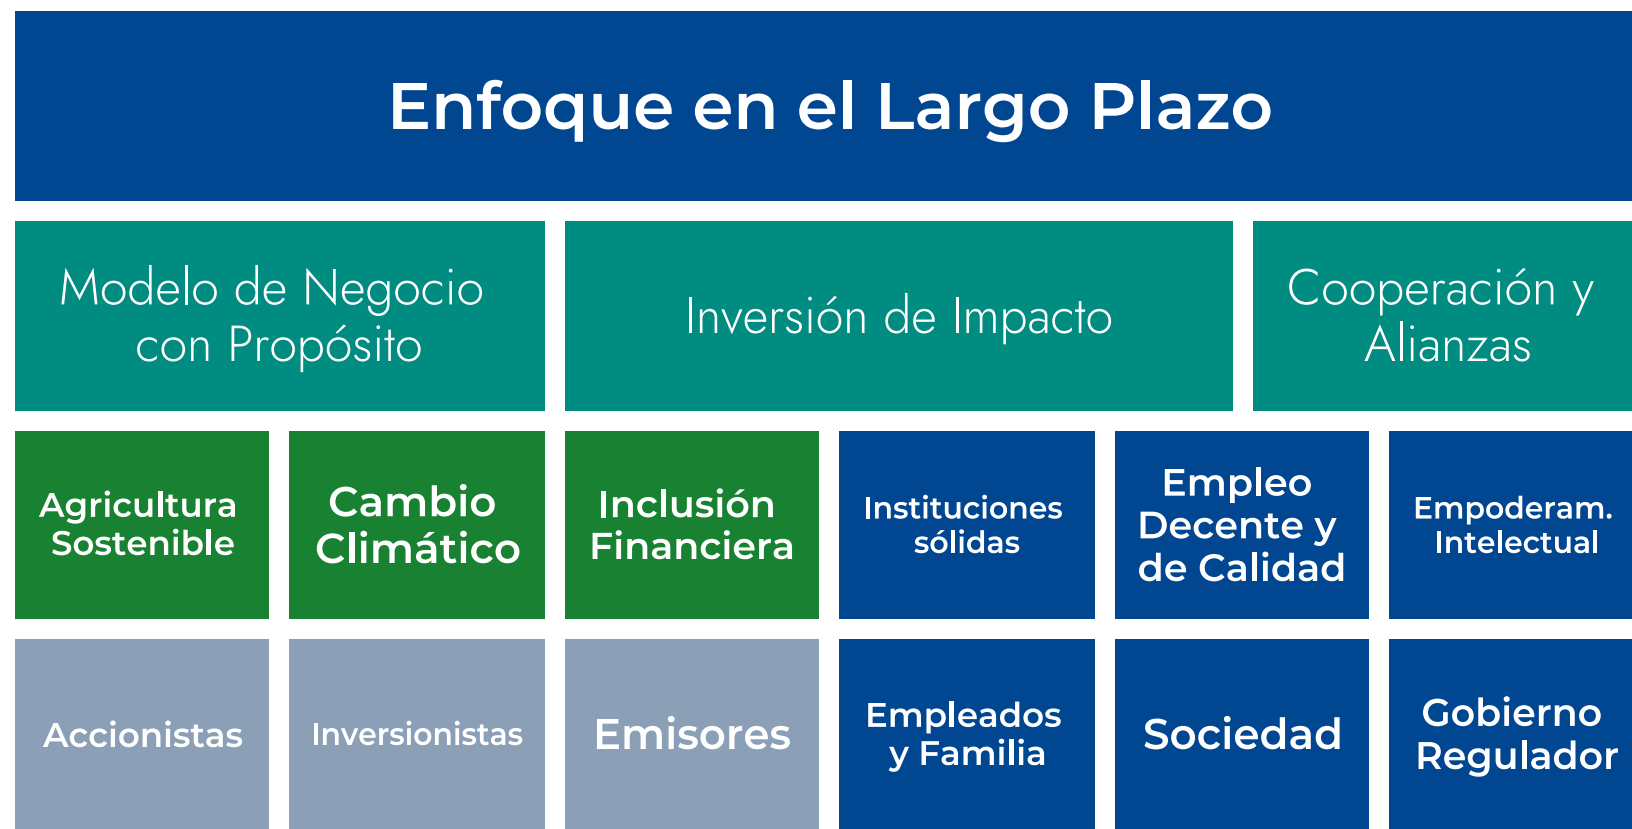 Enfoque en el Largo Plazo
Modelo de Negocio
con Propósito
Inversión de Impacto
Cooperación y
Alianzas
Agricultura
Sostenible
Cambio
Climático
Inclusión
Financiera
Instituciones
sólidas
Empleo
Decente y
de Calidad
Empoderam.
Intelectual
Accionistas
Inversionistas
Emisores
Empleados
y Familia
Sociedad
Gobierno
Regulador